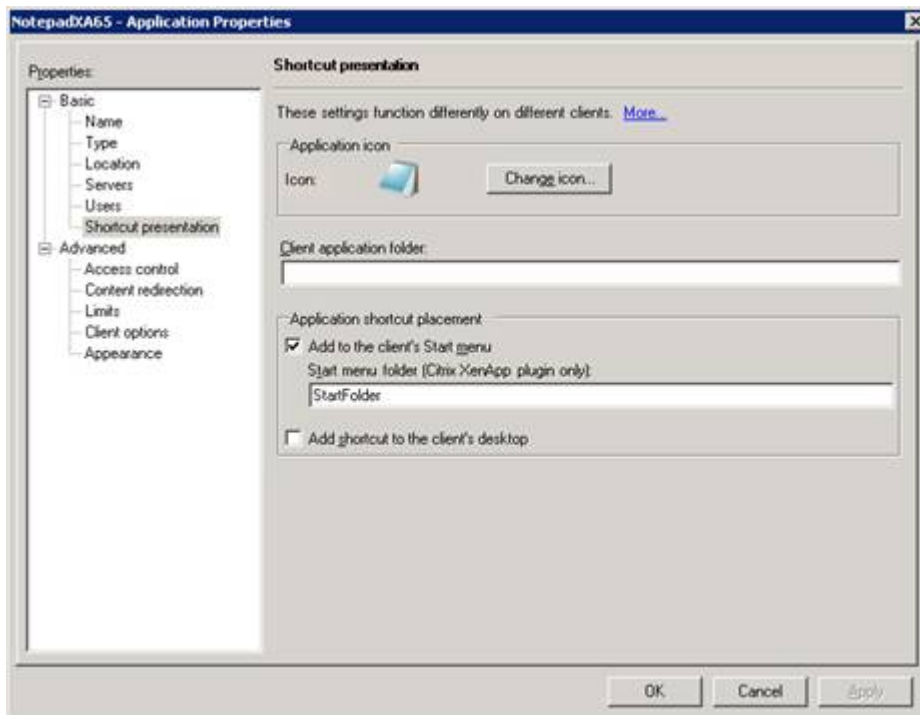 NotepadXA65 - Application Properties
Properties:
Basic
Name
Type
Location
Servers
Users
Shortcut presentation
Advanced
Access control
Content redirection
Limits
Client options
Appearance
Shortcut presentation
These settings function differently on different clients. More...
Application icon
Icon: Change icon...
Client application folder:
Application shortcut placement
Add to the client's Start menu
Start menu folder (Citrix XenApp plugin only):
StartFolder
Add shortcut to the client's desktop
OK Cancel Apply